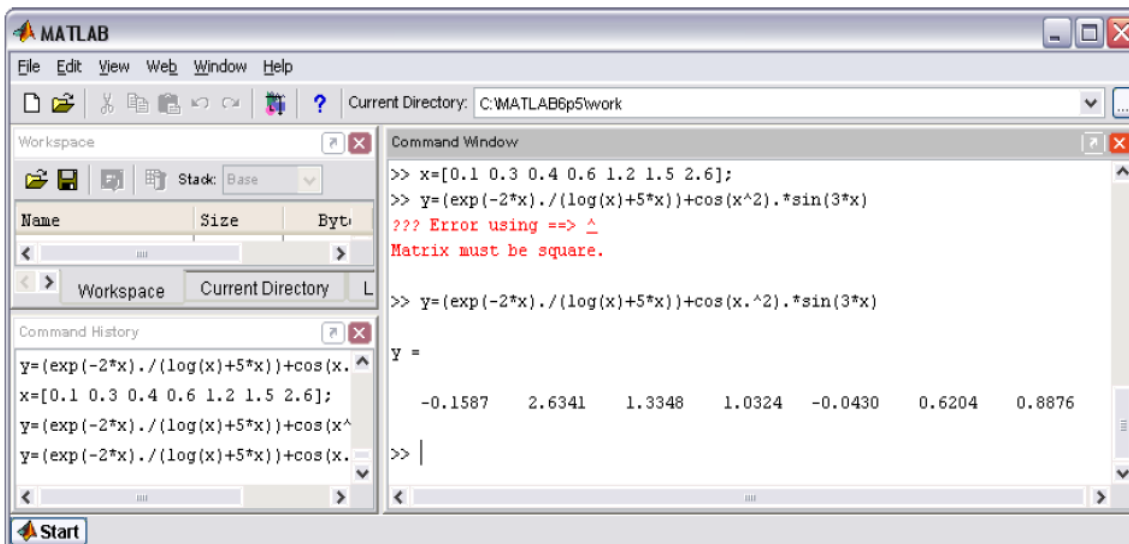 MATLAB
File Edit View Web Window Help
? Current Directory: C:\MATLAB6p5\work ...
Workspace
Stack: Base
Name Size Byt
Workspace Current Directory L
Command History
y=(exp(-2*x)./(log(x)+5*x))+cos(x.
x=[0.1 0.3 0.4 0.6 1.2 1.5 2.6];
y=(exp(-2*x)./(log(x)+5*x))+cos(x^
y=(exp(-2*x)./(log(x)+5*x))+cos(x.
Command Window
>> x=[0.1 0.3 0.4 0.6 1.2 1.5 2.6];
>> y=(exp(-2*x)./(log(x)+5*x))+cos(x^2).*sin(3*x)
??? Error using ==> ^
Matrix must be square.
>> y=(exp(-2*x)./(log(x)+5*x))+cos(x.^2).*sin(3*x)
y =
-0.1587 2.6341 1.3348 1.0324 -0.0430 0.6204 0.8876
>>
Start